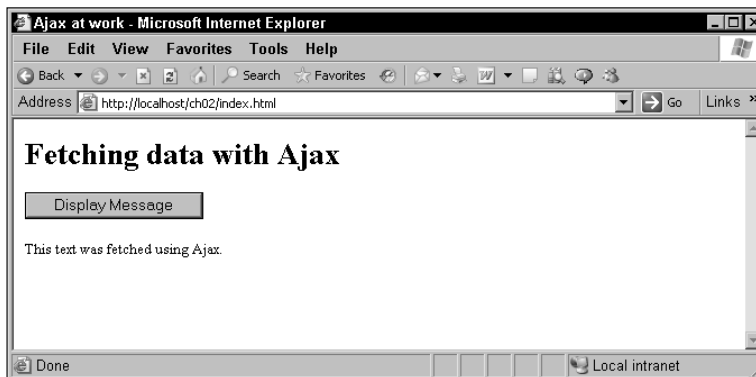 Ajax at work - Microsoft Internet Explorer
File Edit View Favorites Tools Help
Back Search Favorites
Address http://localhost/ch02/index.html Go Links »
Fetching data with Ajax
Display Message
This text was fetched using Ajax.
Done Local intranet